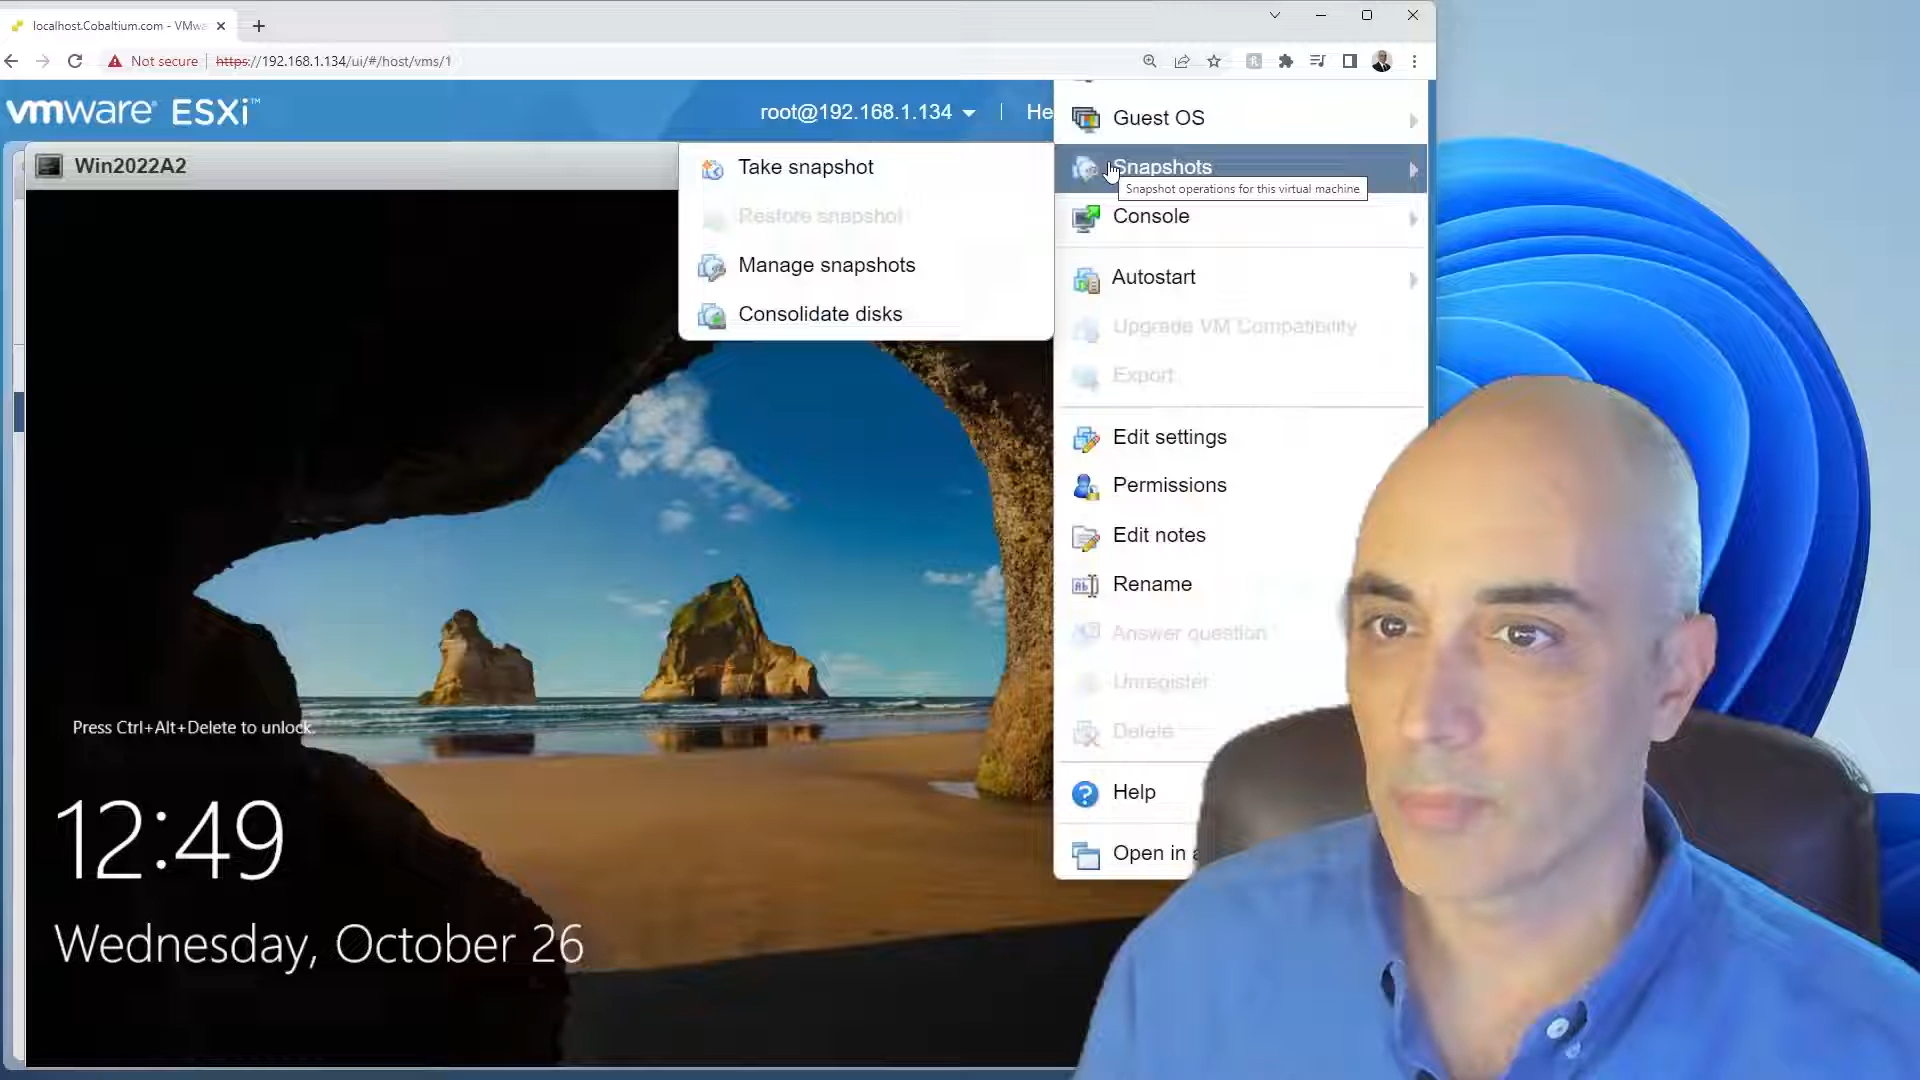 localhost.Cobaltium.com - VMwa
Not secure
https://192.168.1.134/ui/#/host/vms/1
vmware® ESXi™
root@192.168.1.134
He
Win2022A2
Take snapshot
Restore snapshot
Manage snapshots
Consolidate disks
Guest OS
Snapshots
Snapshot operations for this virtual machine
Console
Autostart
Upgrade VM Compatibility
Export
Edit settings
Permissions
Edit notes
Rename
Answer question
Unregister
Delete
Help
Open in a
Press Ctrl+Alt+Delete to unlock.
12:49
Wednesday, October 26